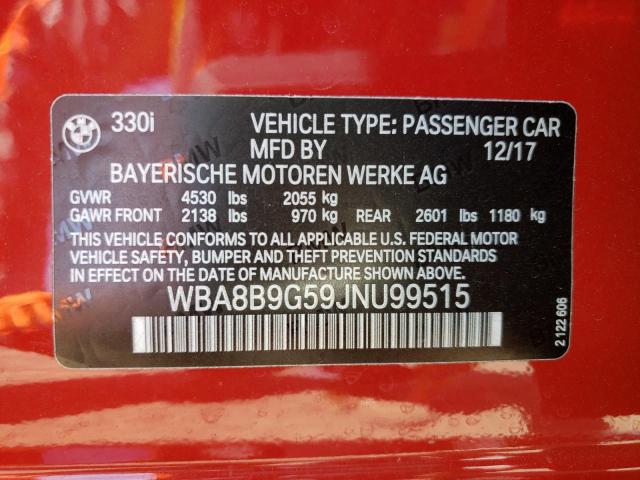 BMW 330i VEHICLE TYPE: PASSENGER CAR
MFD BY 12/17
BAYERISCHE MOTOREN WERKE AG
GVWR 4530 lbs 2055 kg
GAWR FRONT 2138 lbs 970 kg REAR 2601 lbs 1180 kg
THIS VEHICLE CONFORMS TO ALL APPLICABLE U.S. FEDERAL MOTOR
VEHICLE SAFETY, BUMPER AND THEFT PREVENTION STANDARDS IN
EFFECT ON THE DATE OF MANUFACTURE SHOWN ABOVE.
WBA8B9G59JNU99515
2 122 606